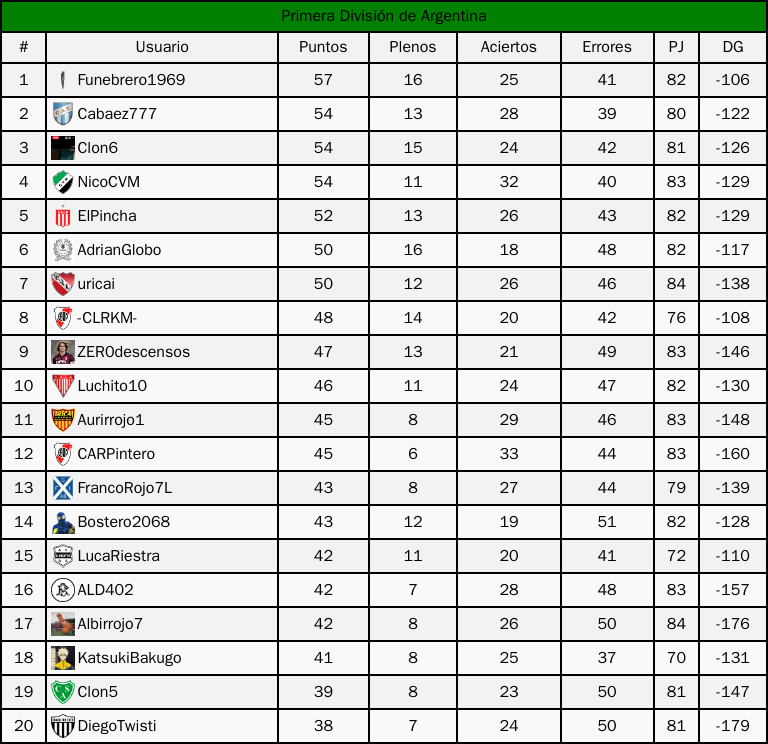 Primera División de Argentina
# Usuario Puntos Plenos Aciertos Errores PJ DG
1 Funebrero1969 57 16 25 41 82 -106
2 Cabaez777 54 13 28 39 80 -122
3 Clon6 54 15 24 42 81 -126
4 NicoCVM 54 11 32 40 83 -129
5 ElPincha 52 13 26 43 82 -129
6 AdrianGlobo 50 16 18 48 82 -117
7 uricai 50 12 26 46 84 -138
8 -CLRKM- 48 14 20 42 76 -108
9 ZER0descensos 47 13 21 49 83 -146
10 Luchito10 46 11 24 47 82 -130
11 Aurirrojo1 45 8 29 46 83 -148
12 CARPintero 45 6 33 44 83 -160
13 FrancoRojo7L 43 8 27 44 79 -139
14 Bostero2068 43 12 19 51 82 -128
15 LucaRiestra 42 11 20 41 72 -110
16 ALD402 42 7 28 48 83 -157
17 Albirrojo7 42 8 26 50 84 -176
18 KatsukiBakugo 41 8 25 37 70 -131
19 Clon5 39 8 23 50 81 -147
20 DiegoTwisti 38 7 24 50 81 -179